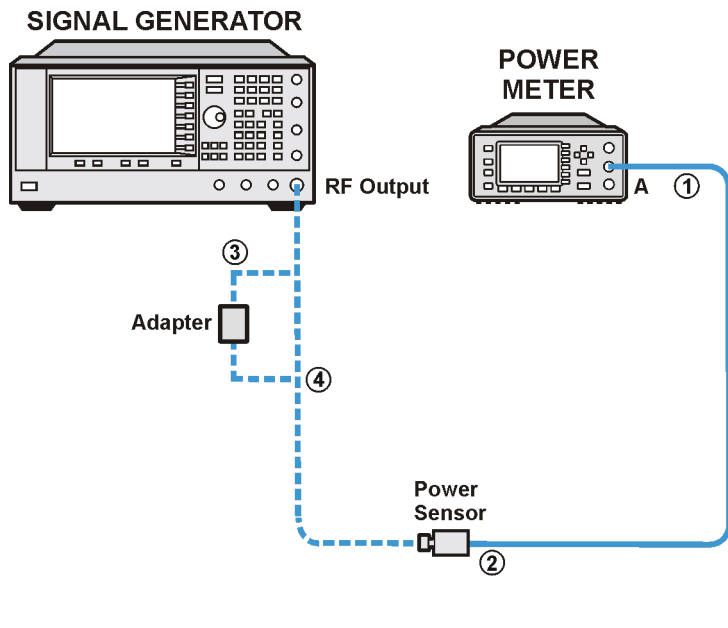 SIGNAL GENERATOR
POWER
METER
RF Output
A
1
3
Adapter
4
Power
Sensor
2